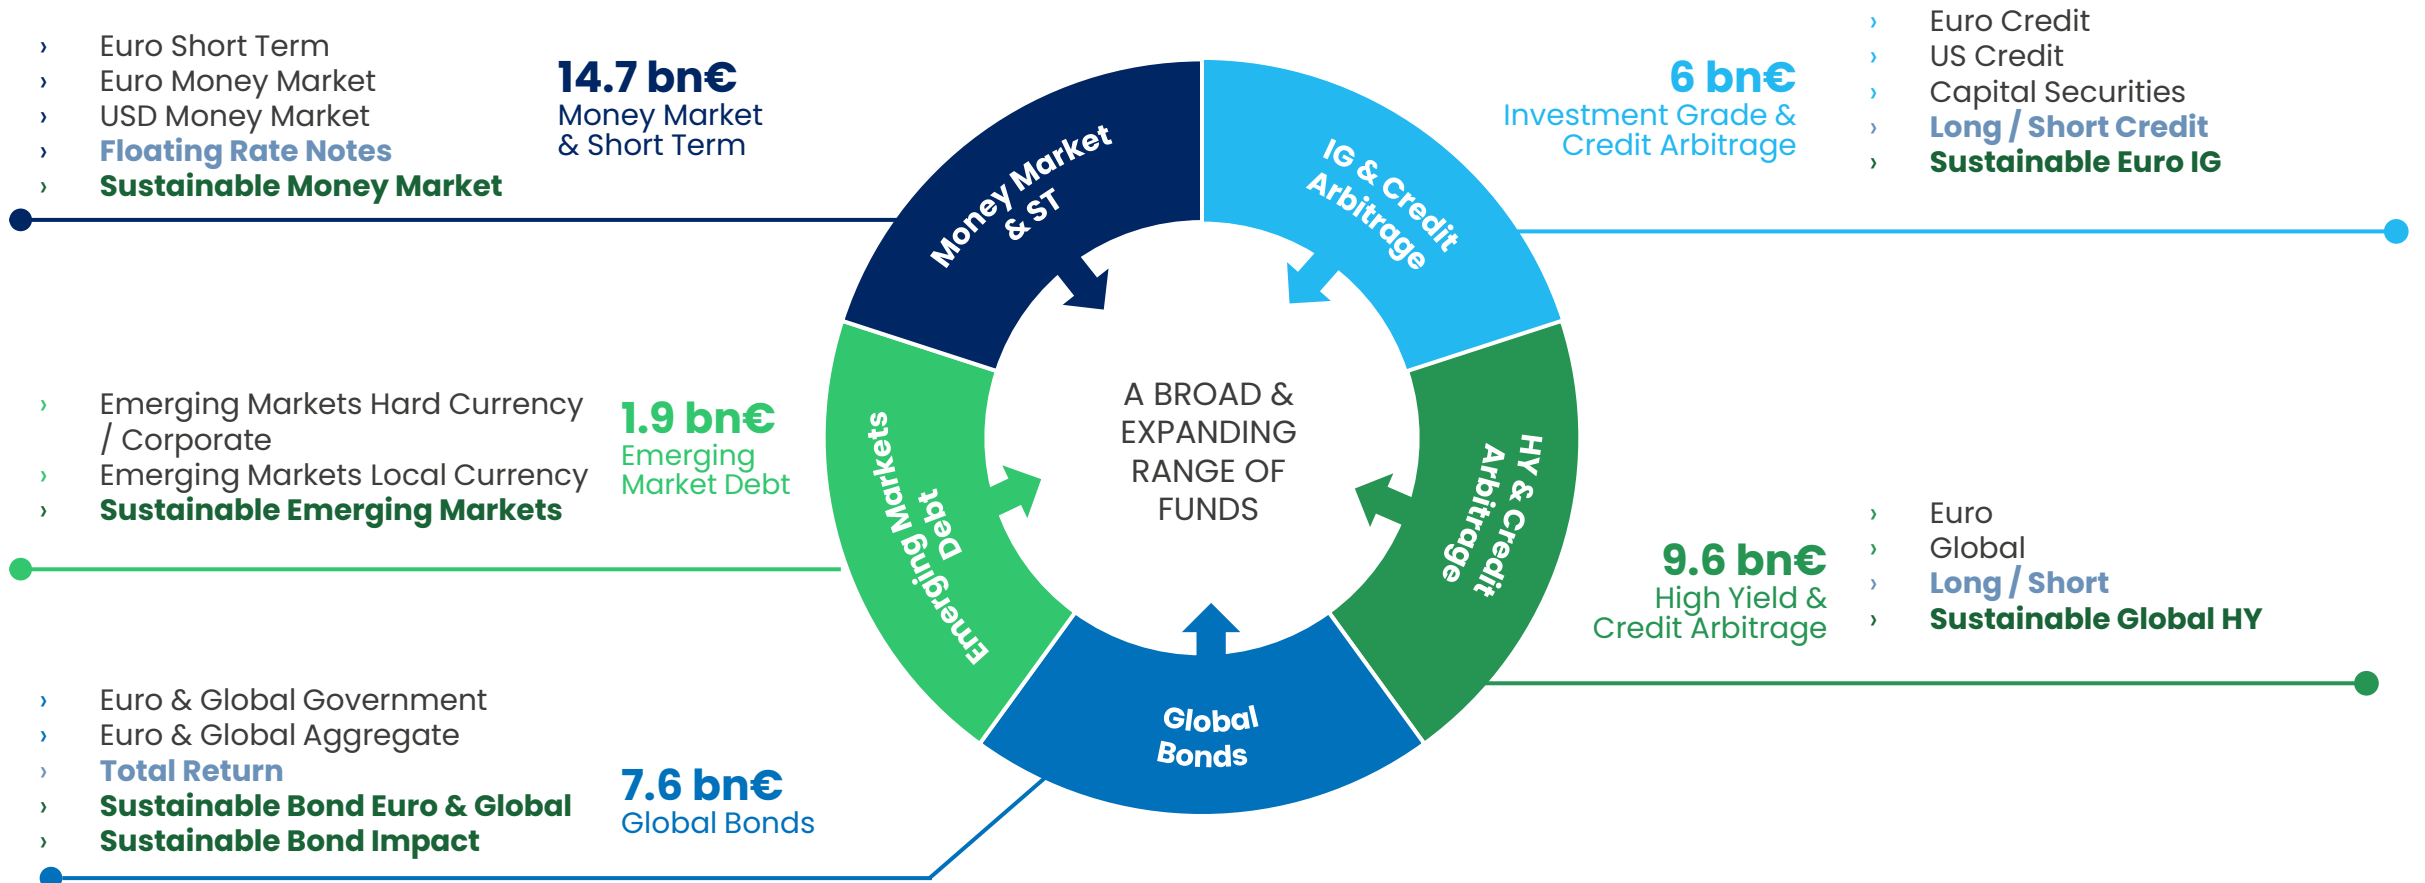 › Euro Short Term
› Euro Money Market
› USD Money Market
› Floating Rate Notes
› Sustainable Money Market
14.7 bn€
Money Market
& Short Term
6 bn€
Investment Grade &
Credit Arbitrage
› Euro Credit
› US Credit
› Capital Securities
› Long / Short Credit
› Sustainable Euro IG
Money Market
& ST
IG & Credit
Arbitrage
› Emerging Markets Hard Currency
/ Corporate
› Emerging Markets Local Currency
› Sustainable Emerging Markets
1.9 bn€
Emerging
Market Debt
Emerging Markets
Debt
A BROAD &
EXPANDING
RANGE OF
FUNDS
HY & Credit
Arbitrage
9.6 bn€
High Yield &
Credit Arbitrage
› Euro
› Global
› Long / Short
› Sustainable Global HY
› Euro & Global Government
› Euro & Global Aggregate
› Total Return
› Sustainable Bond Euro & Global
› Sustainable Bond Impact
7.6 bn€
Global Bonds
Global
Bonds